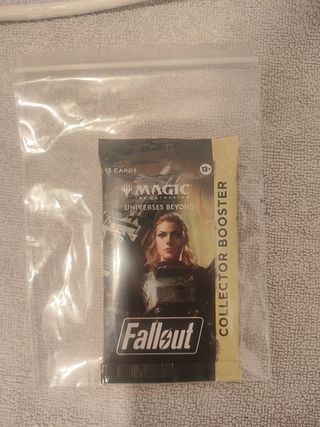 15 CARDS
13+
MAGIC
THE GATHERING
UNIVERSES BEYOND
COLLECTOR BOOSTER
Fallout